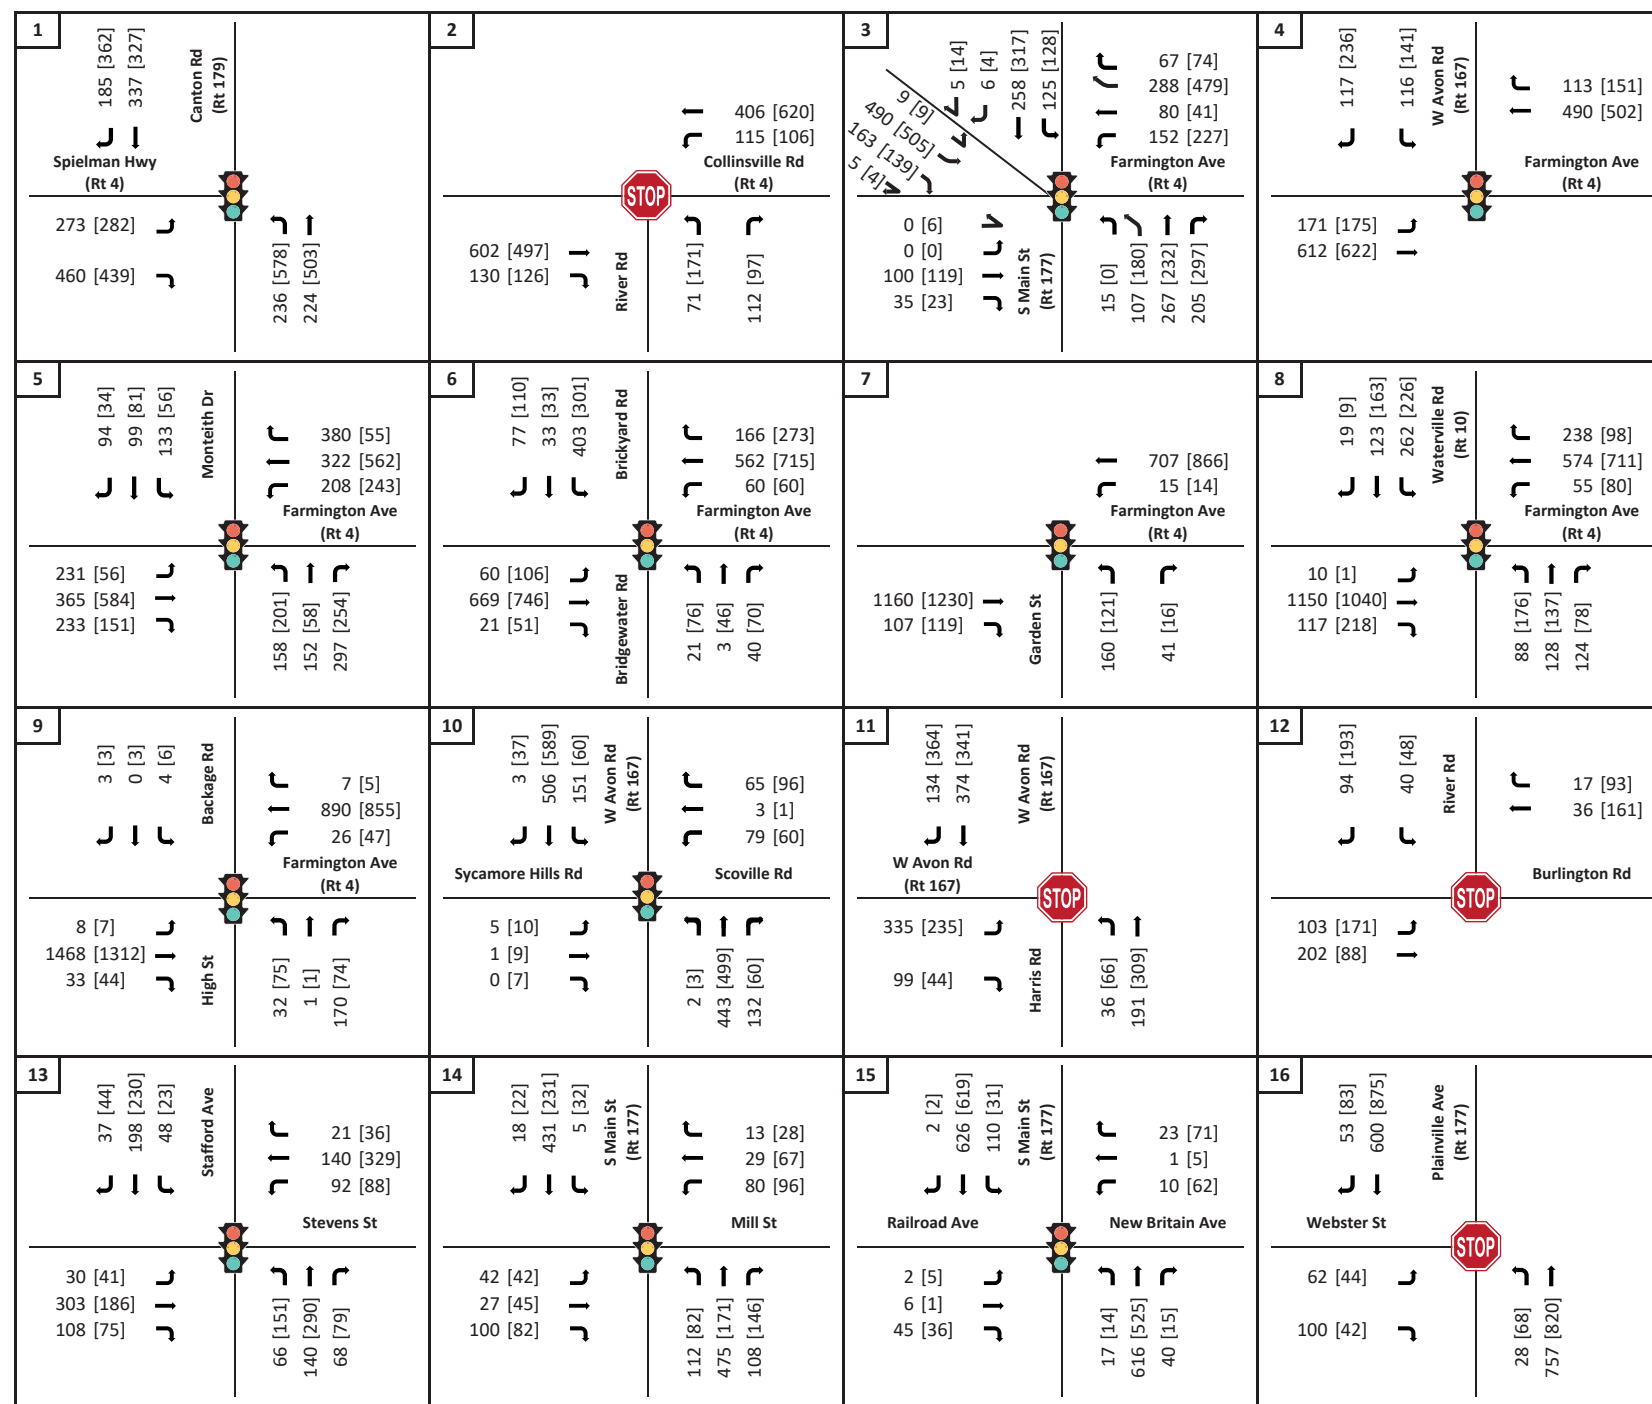 1
185 [362]
337 [327]
Canton Rd
(Rt 179)
Spielman Hwy
(Rt 4)
273 [282]
460 [439]
236 [578]
224 [503]
2
406 [620]
115 [106]
Collinsville Rd
(Rt 4)
STOP
602 [497]
130 [126]
River Rd
71 [171]
112 [97]
3
9 [9]
490 [505]
163 [139]
5 [4]
5 [14]
6 [4]
258 [317]
125 [128]
67 [74]
288 [479]
80 [41]
152 [227]
Farmington Ave
(Rt 4)
0 [6]
0 [0]
100 [119]
35 [23]
S Main St
(Rt 177)
15 [0]
107 [180]
267 [232]
205 [297]
4
117 [236]
116 [141]
W Avon Rd
(Rt 167)
113 [151]
490 [502]
Farmington Ave
(Rt 4)
171 [175]
612 [622]
5
94 [34]
99 [81]
133 [56]
Monteith Dr
380 [55]
322 [562]
208 [243]
Farmington Ave
(Rt 4)
231 [56]
365 [584]
233 [151]
158 [201]
152 [58]
297 [254]
6
77 [110]
33 [33]
403 [301]
Brickyard Rd
166 [273]
562 [715]
60 [60]
Farmington Ave
(Rt 4)
60 [106]
669 [746]
21 [51]
Bridgewater Rd
21 [76]
3 [46]
40 [70]
7
707 [866]
15 [14]
Farmington Ave
(Rt 4)
1160 [1230]
107 [119]
Garden St
160 [121]
41 [16]
8
19 [9]
123 [163]
262 [226]
Waterville Rd
(Rt 10)
238 [98]
574 [711]
55 [80]
Farmington Ave
(Rt 4)
10 [1]
1150 [1040]
117 [218]
88 [176]
128 [137]
124 [78]
9
3 [3]
0 [3]
4 [6]
Backage Rd
7 [5]
890 [855]
26 [47]
Farmington Ave
(Rt 4)
8 [7]
1468 [1312]
33 [44]
High St
32 [75]
1 [1]
170 [74]
10
3 [37]
506 [589]
151 [60]
W Avon Rd
(Rt 167)
65 [96]
3 [1]
79 [60]
Sycamore Hills Rd
Scoville Rd
5 [10]
1 [9]
0 [7]
2 [3]
443 [499]
132 [60]
11
134 [364]
374 [341]
W Avon Rd
(Rt 167)
W Avon Rd
(Rt 167)
STOP
335 [235]
99 [44]
Harris Rd
36 [66]
191 [309]
12
94 [193]
40 [48]
River Rd
17 [93]
36 [161]
Burlington Rd
STOP
103 [171]
202 [88]
13
37 [44]
198 [230]
48 [23]
Stafford Ave
21 [36]
140 [329]
92 [88]
Stevens St
30 [41]
303 [186]
108 [75]
66 [151]
140 [290]
68 [79]
14
18 [22]
431 [231]
5 [32]
S Main St
(Rt 177)
13 [28]
29 [67]
80 [96]
Mill St
42 [42]
27 [45]
100 [82]
112 [82]
475 [171]
108 [146]
15
2 [2]
626 [619]
110 [31]
S Main St
(Rt 177)
23 [71]
1 [5]
10 [62]
Railroad Ave
New Britain Ave
2 [5]
6 [1]
45 [36]
17 [14]
616 [525]
40 [15]
16
53 [83]
600 [875]
Plainville Ave
(Rt 177)
Webster St
STOP
62 [44]
100 [42]
28 [68]
757 [820]